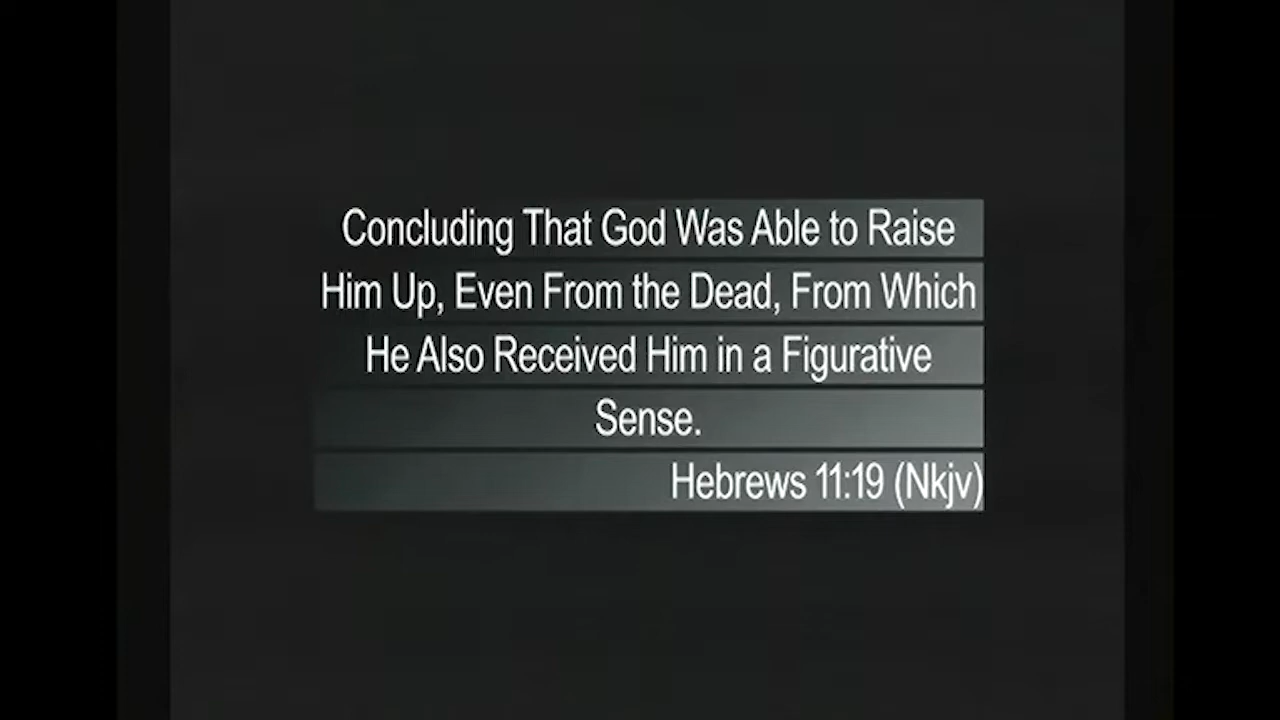 Concluding That God Was Able to Raise
Him Up, Even From the Dead, From Which
He Also Received Him in a Figurative
Sense.
Hebrews 11:19 (Nkjv)